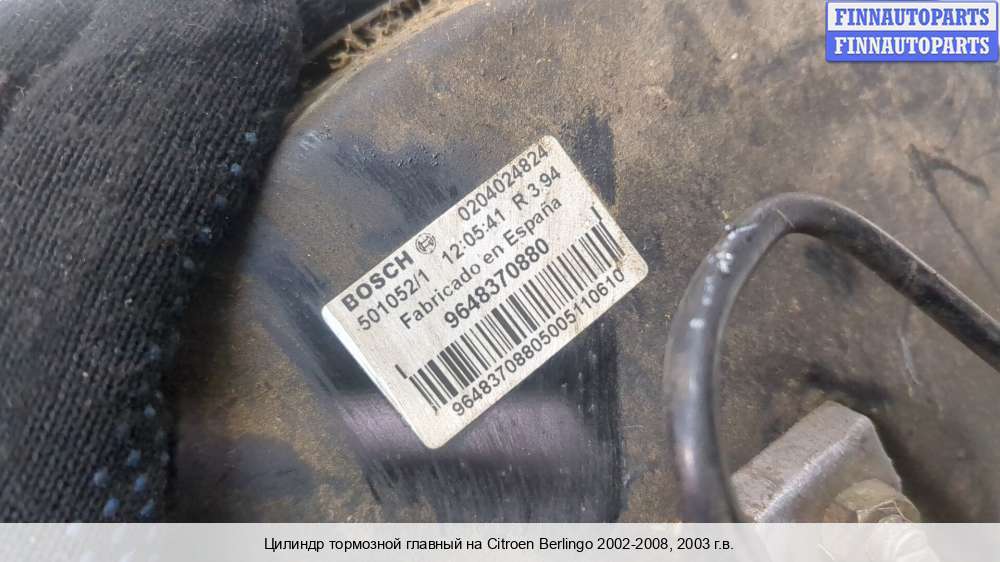 FINNAUTOPARTS
FINNAUTOPARTS
BOSCH 0204024824
501052/1 12:05:41 R 3.94
Fabricado en España
9648370880
96483708805005110610
Цилиндр тормозной главный на Citroen Berlingo 2002-2008, 2003 г.в.